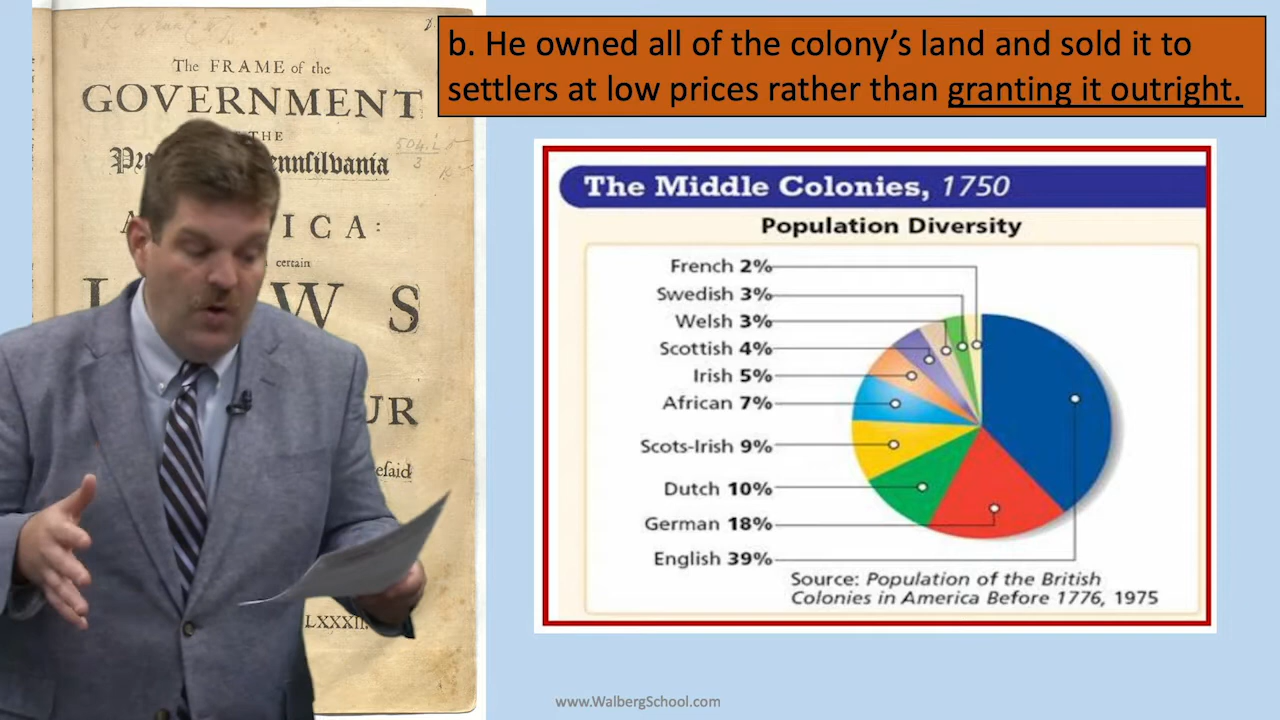 b. He owned all of the colony’s land and sold it to
settlers at low prices rather than granting it outright.
The FRAME of the
GOVERNMENT
THE
ennſilvania
I C A :
certain
L W S
UR
eſaid
LXXXII.
504.L
3
The Middle Colonies, 1750
Population Diversity
French 2%
Swedish 3%
Welsh 3%
Scottish 4%
Irish 5%
African 7%
Scots-Irish 9%
Dutch 10%
German 18%
English 39%
Source: Population of the British
Colonies in America Before 1776, 1975
www.WalbergSchool.com